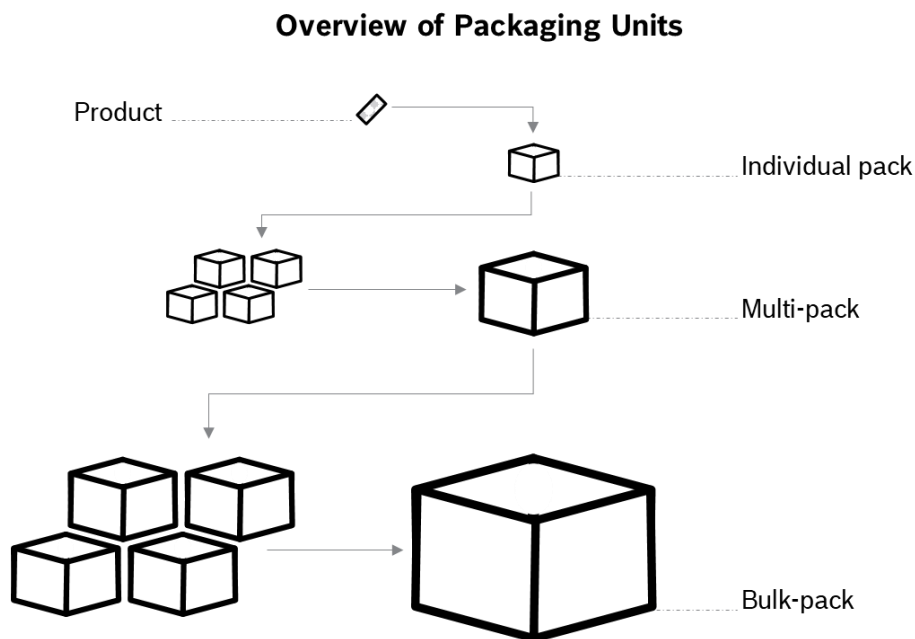 Overview of Packaging Units
Product
Individual pack
Multi-pack
Bulk-pack